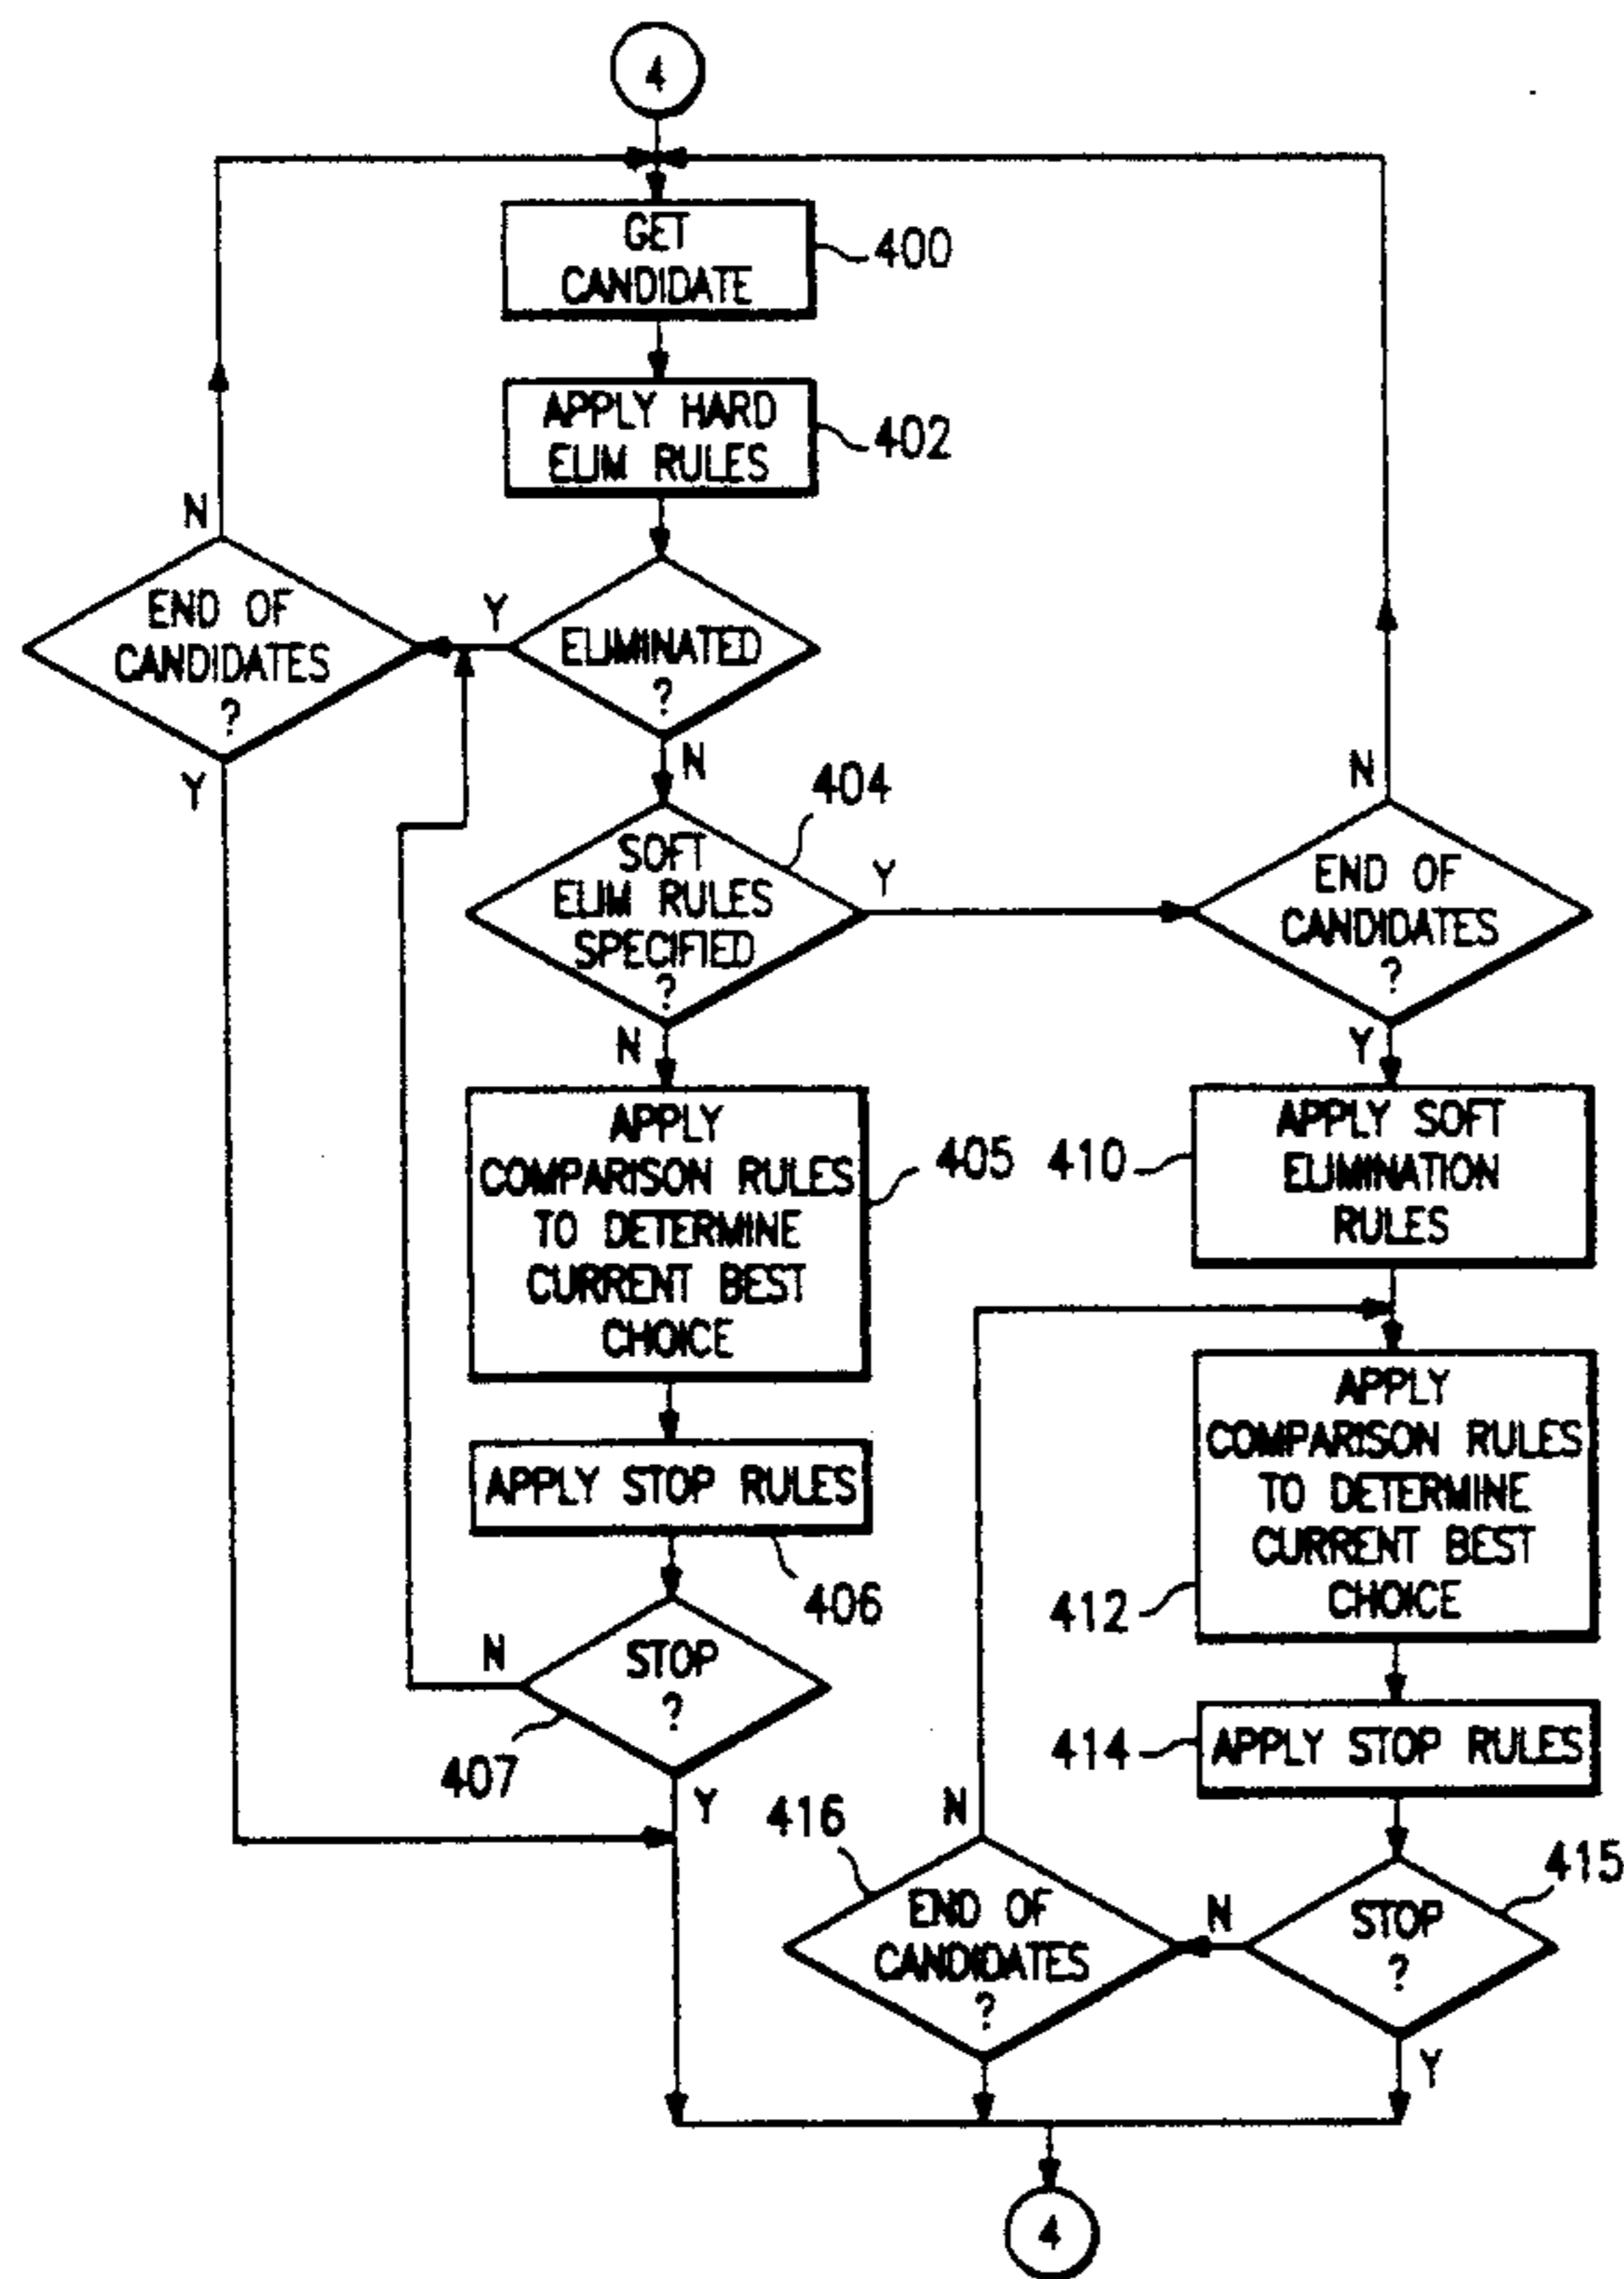 4
GET
CANDIDATE
400
APPLY HARD
ELIM RULES
402
N
END OF
CANDIDATES
?
Y
Y
ELIMINATED
?
N
404
SOFT
ELIM RULES
SPECIFIED
?
Y
N
N
END OF
CANDIDATES
?
Y
APPLY
COMPARISON RULES
TO DETERMINE
CURRENT BEST
CHOICE
405
410
APPLY SOFT
ELIMINATION
RULES
APPLY STOP RULES
406
APPLY
COMPARISON RULES
TO DETERMINE
CURRENT BEST
CHOICE
412
N
STOP
?
407
Y
414
APPLY STOP RULES
416
N
END OF
CANDIDATES
?
N
STOP
?
415
Y
4